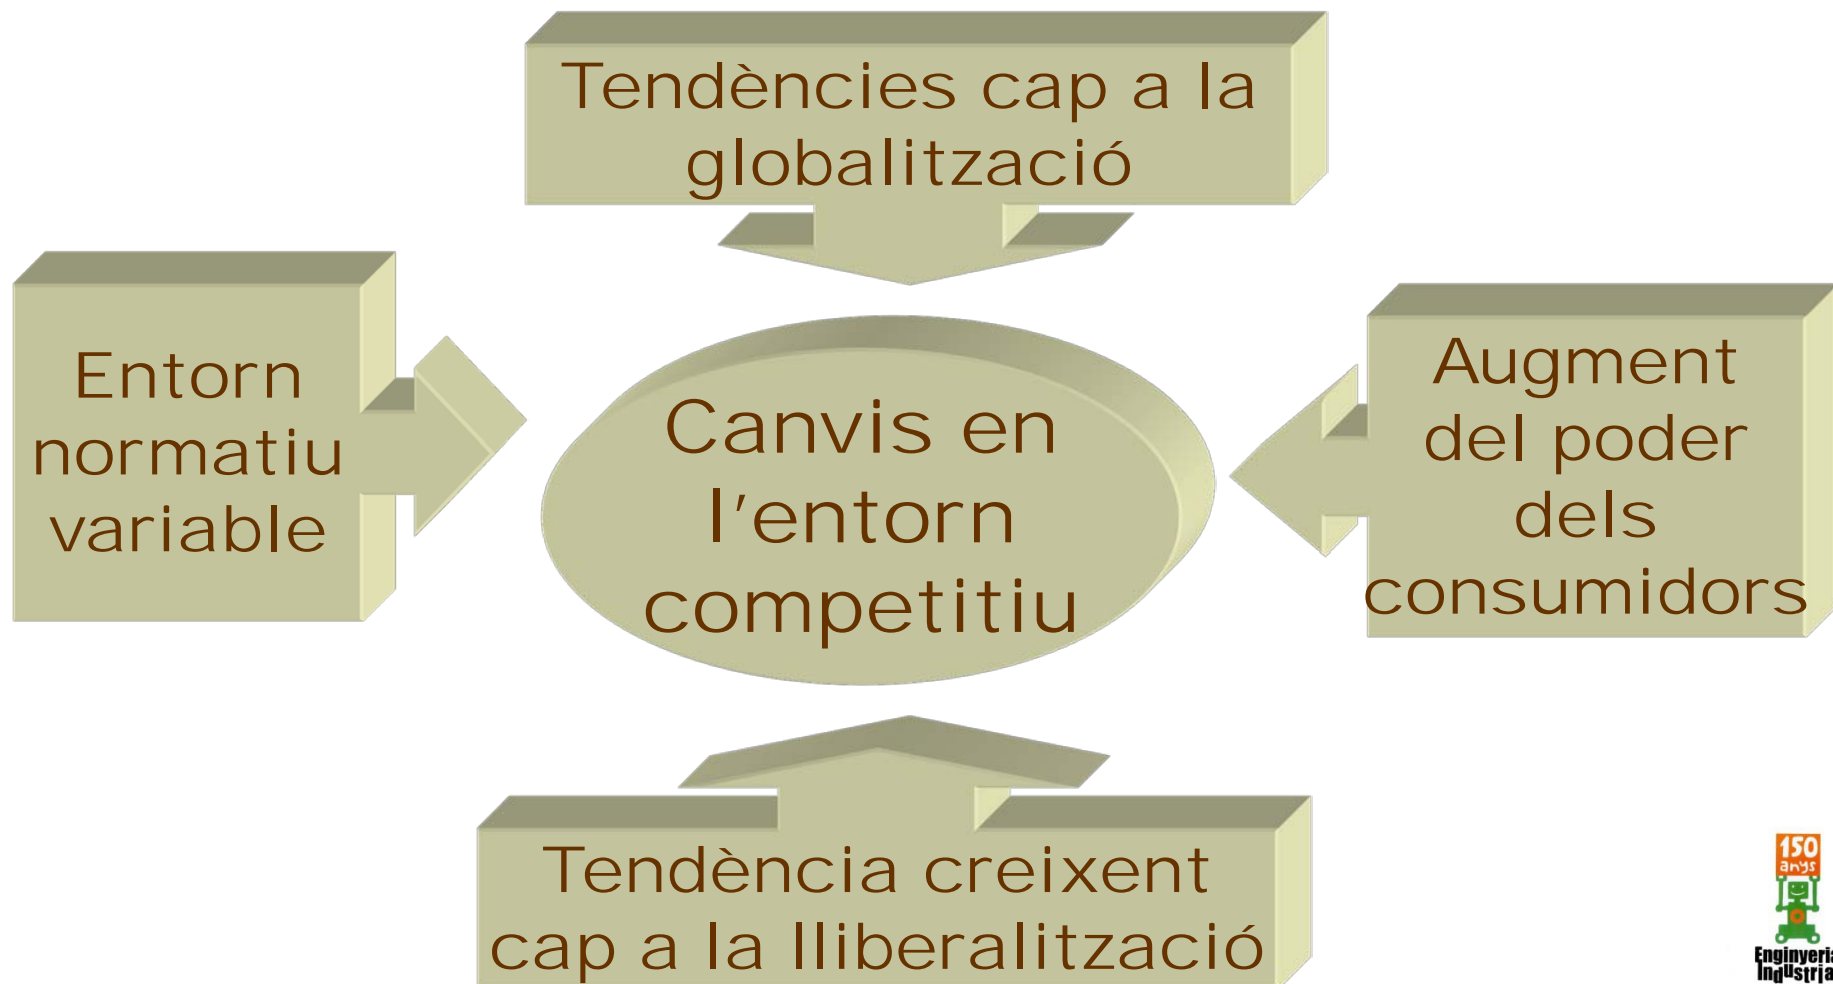 Tendències cap a la
globalització
Entorn
normatiu
variable
Canvis en
l’entorn
competitiu
Augment
del poder
dels
consumidors
Tendència creixent
cap a la lliberalització
150
anys
Enginyeria
Industrial